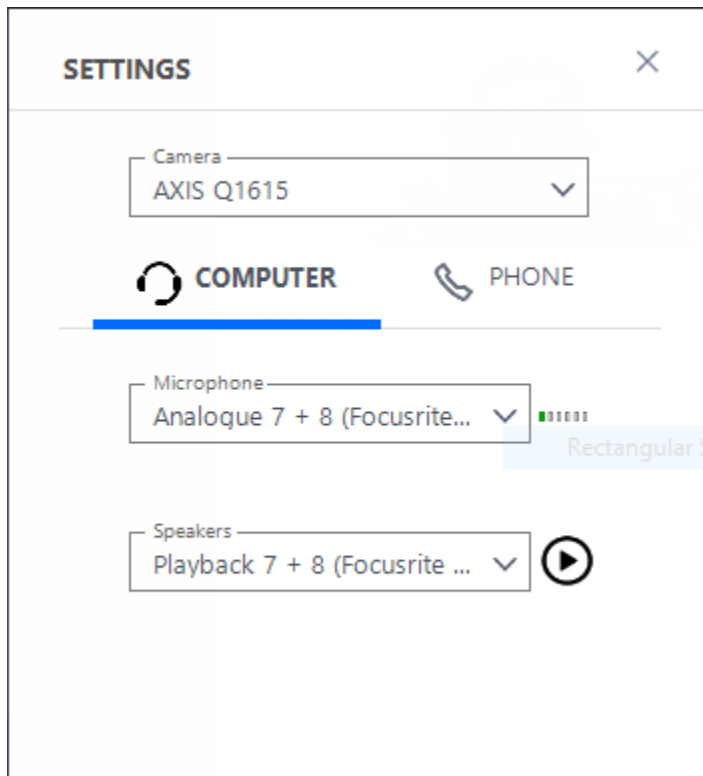 SETTINGS
Camera
AXIS Q1615
COMPUTER
PHONE
Microphone
Analogue 7 + 8 (Focusrite...
Rectangular S
Speakers
Playback 7 + 8 (Focusrite ...